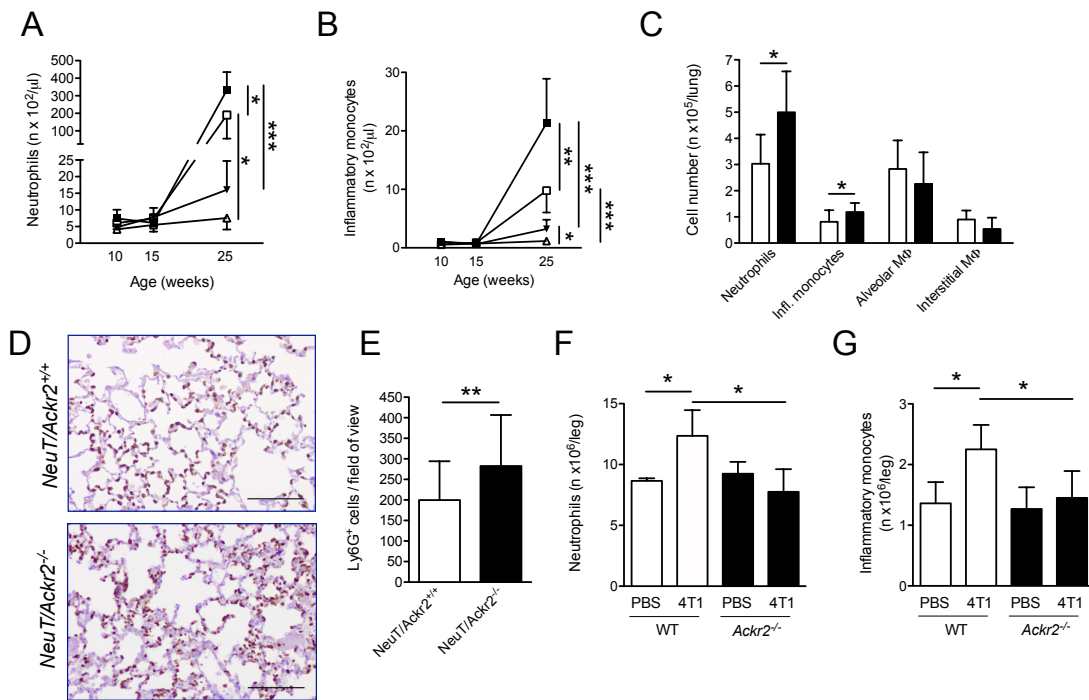 A
Neutrophils (n x 10²/µl)
500
400
300
200
100
25
20
15
10
5
0
10 15 25
Age (weeks)
*
***
*
B
Inflammatory monocytes
(n x 10²/µl)
30
20
10
0
10 15 25
Age (weeks)
**
***
***
*
C
Cell number (n x10⁵/lung)
7
6
5
4
3
2
1
0
*
*
Neutrophils
Infl. monocytes
Alveolar MΦ
Interstitial MΦ
D
NeuT/Ackr2+/+
NeuT/Ackr2-/-
E
Ly6G⁺ cells / field of view
450
400
350
300
250
200
150
100
50
0
**
NeuT/Ackr2+/+
NeuT/Ackr2-/-
F
Neutrophils (n x10⁶/leg)
15
10
5
0
*
*
PBS 4T1 PBS 4T1
WT Ackr2-/-
G
Inflammatory monocytes
(n x10⁶/leg)
3
2
1
0
*
*
PBS 4T1 PBS 4T1
WT Ackr2-/-